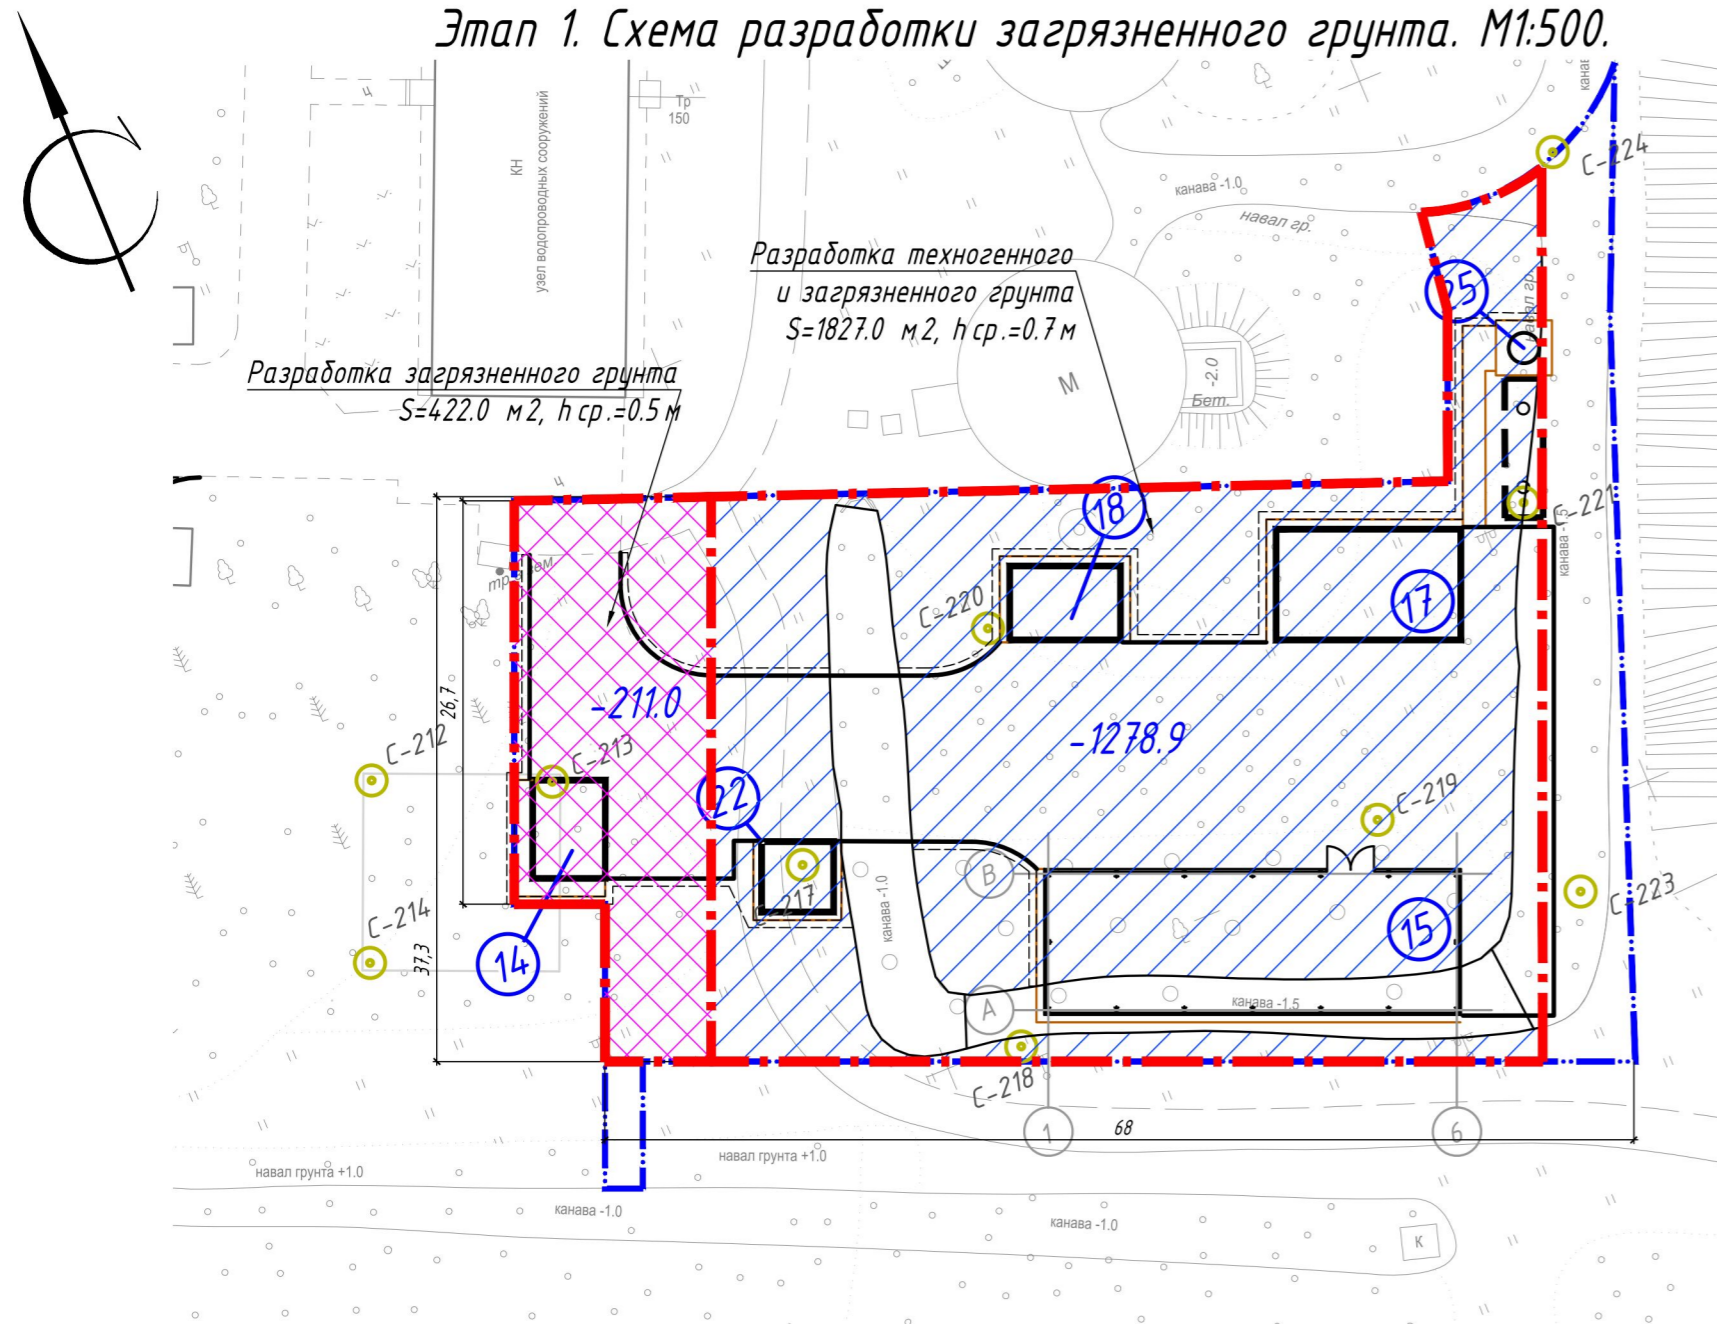 Этап 1. Схема разработки загрязненного грунта. М1:500.
ч
КН
узел водопроводных сооружений
Тр
150
канава
С-224
канава -1.0
навал гр.
Разработка техногенного
и загрязненного грунта
S=1827.0 м2, h ср.=0.7 м
25
навал гр.
М
-2.0
Бет.
Разработка загрязненного грунта
S=422.0 м2, h ср.=0.5 м
ч
18
С-221
канава -1.5
17
С-220
26,7
-211.0
-1278.9
С-212
С-213
22
С-219
В
С-217
канава -1.0
С-223
С-214
14
15
37,3
А
канава -1.5
С-218
1
68
6
навал грунта +1.0
навал грунта +1.0
канава -1.0
канава -1.0
К